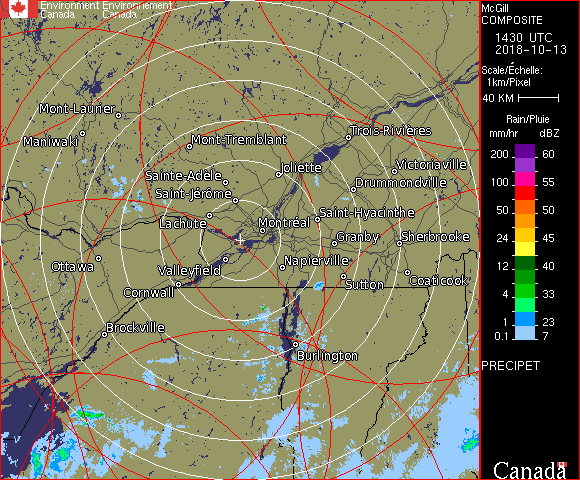 Environment Environnement
Canada Canada
McGill
COMPOSITE
1430 UTC
2018-10-13
Scale/Échelle:
1km/Pixel
40 KM
Rain/Pluie
mm/hr dBZ
200 60
100 55
50 50
24 45
12 40
4 33
1 23
0.1 7
PRECIPET
Canada
Mont-Laurier
Maniwaki
Mont-Tremblant
Trois-Rivières
Sainte-Adèle
Joliette
Victoriaville
Saint-Jérôme
Drummondville
Lachute
Montréal
Saint-Hyacinthe
Granby
Sherbrooke
Ottawa
Valleyfield
Napierville
Cornwall
Sutton
Coaticook
Brockville
Burlington